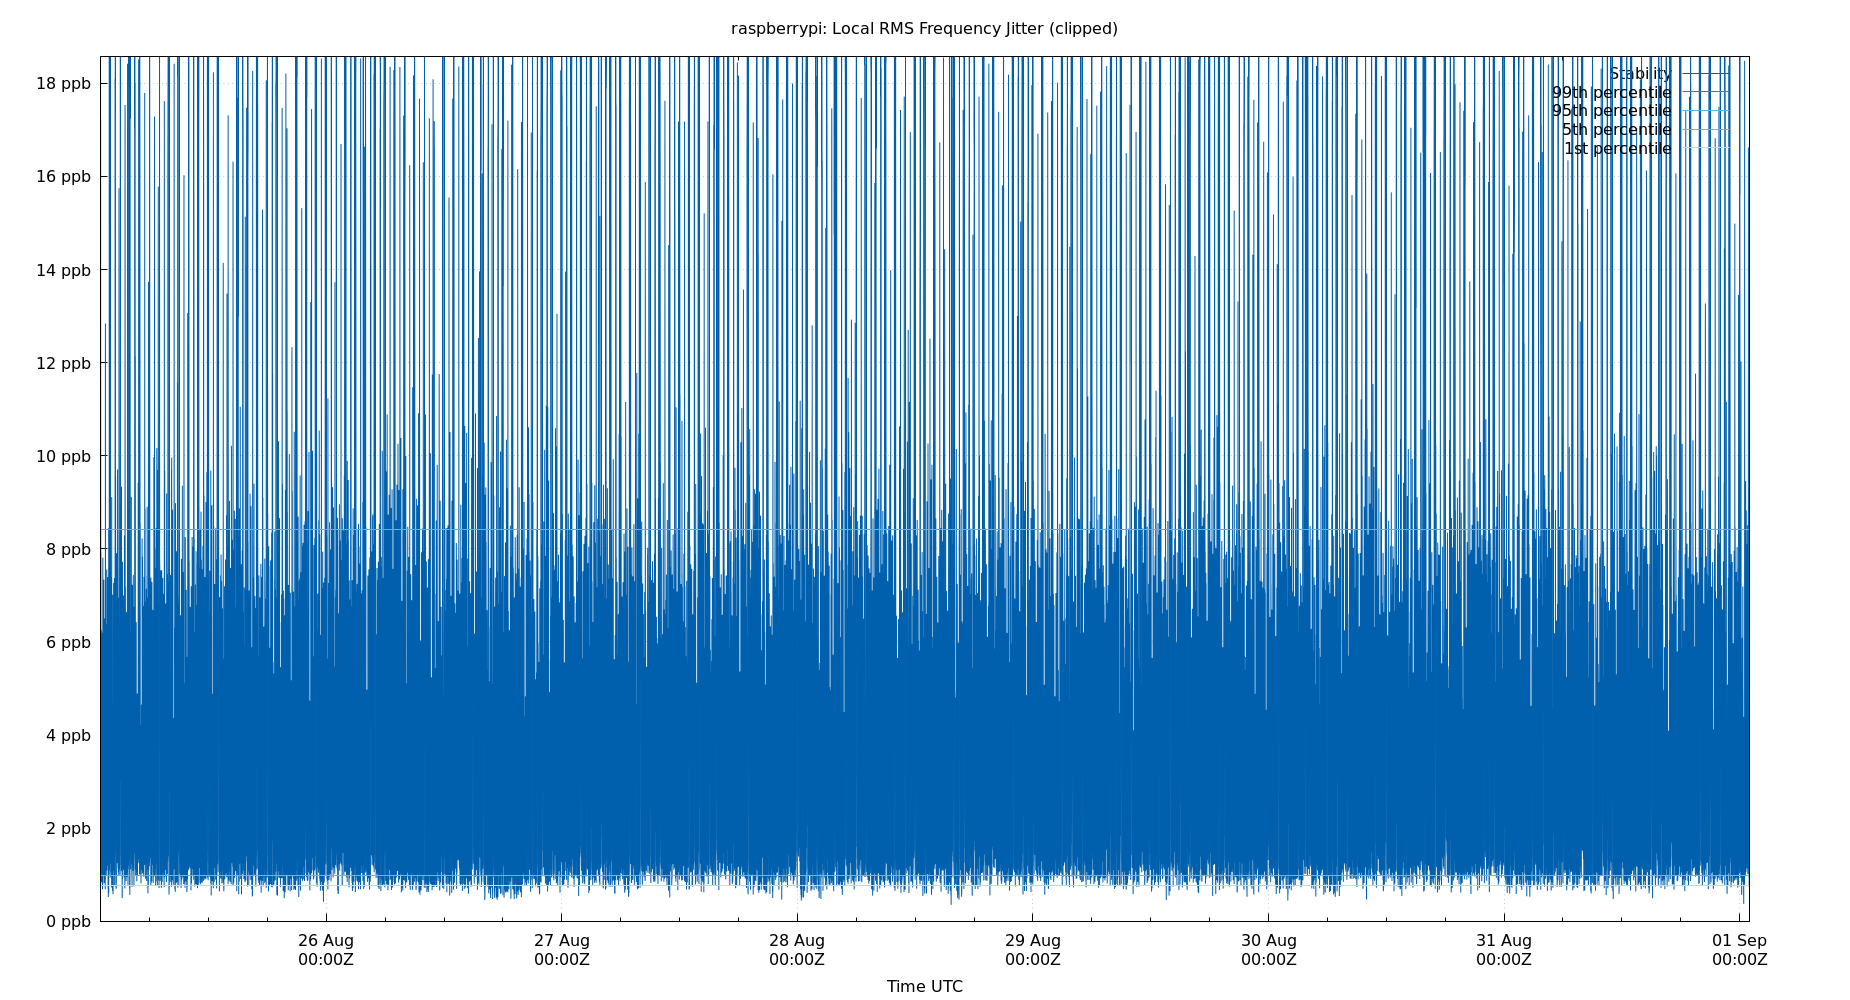 raspberrypi: Local RMS Frequency Jitter (clipped)
18 ppb
16 ppb
14 ppb
12 ppb
10 ppb
8 ppb
6 ppb
4 ppb
2 ppb
0 ppb
Stability
99th percentile
95th percentile
5th percentile
1st percentile
26 Aug
00:00Z
27 Aug
00:00Z
28 Aug
00:00Z
29 Aug
00:00Z
30 Aug
00:00Z
31 Aug
00:00Z
01 Sep
00:00Z
Time UTC